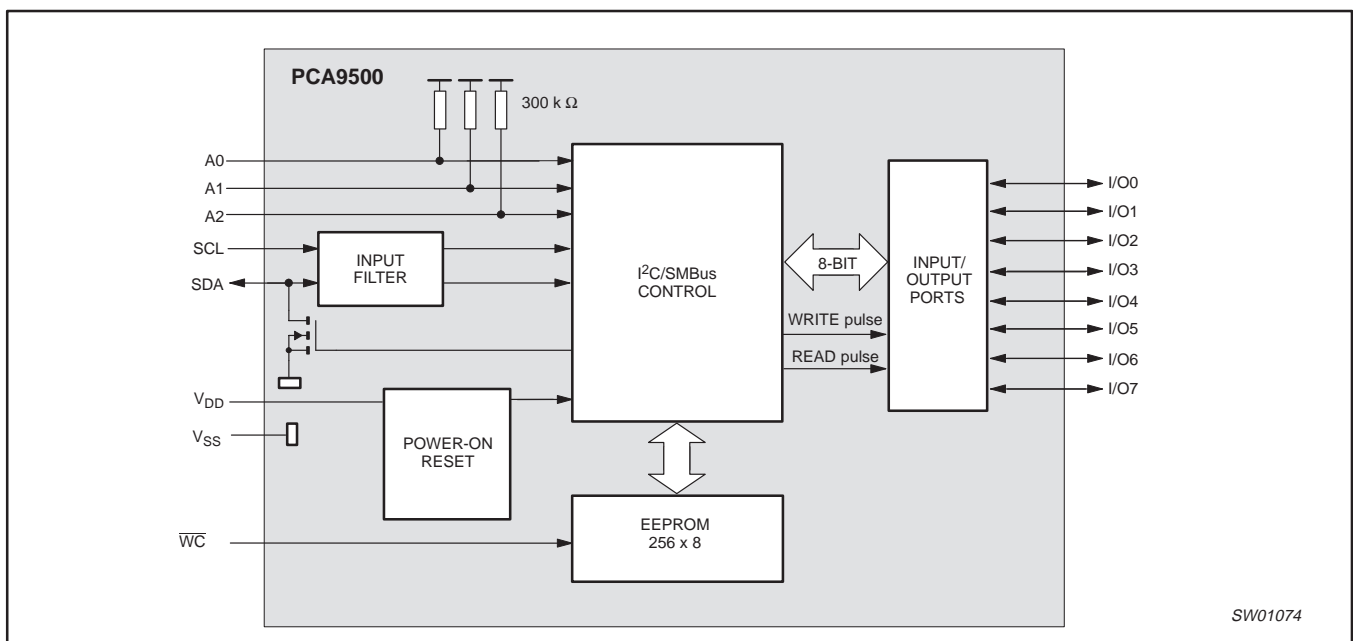 PCA9500
300 k Ω
A0
A1
A2
SCL
SDA
VDD
VSS
WC
INPUT
FILTER
POWER-ON
RESET
I2C/SMBus
CONTROL
8-BIT
WRITE pulse
READ pulse
EEPROM
256 x 8
INPUT/
OUTPUT
PORTS
I/O0
I/O1
I/O2
I/O3
I/O4
I/O5
I/O6
I/O7
SW01074